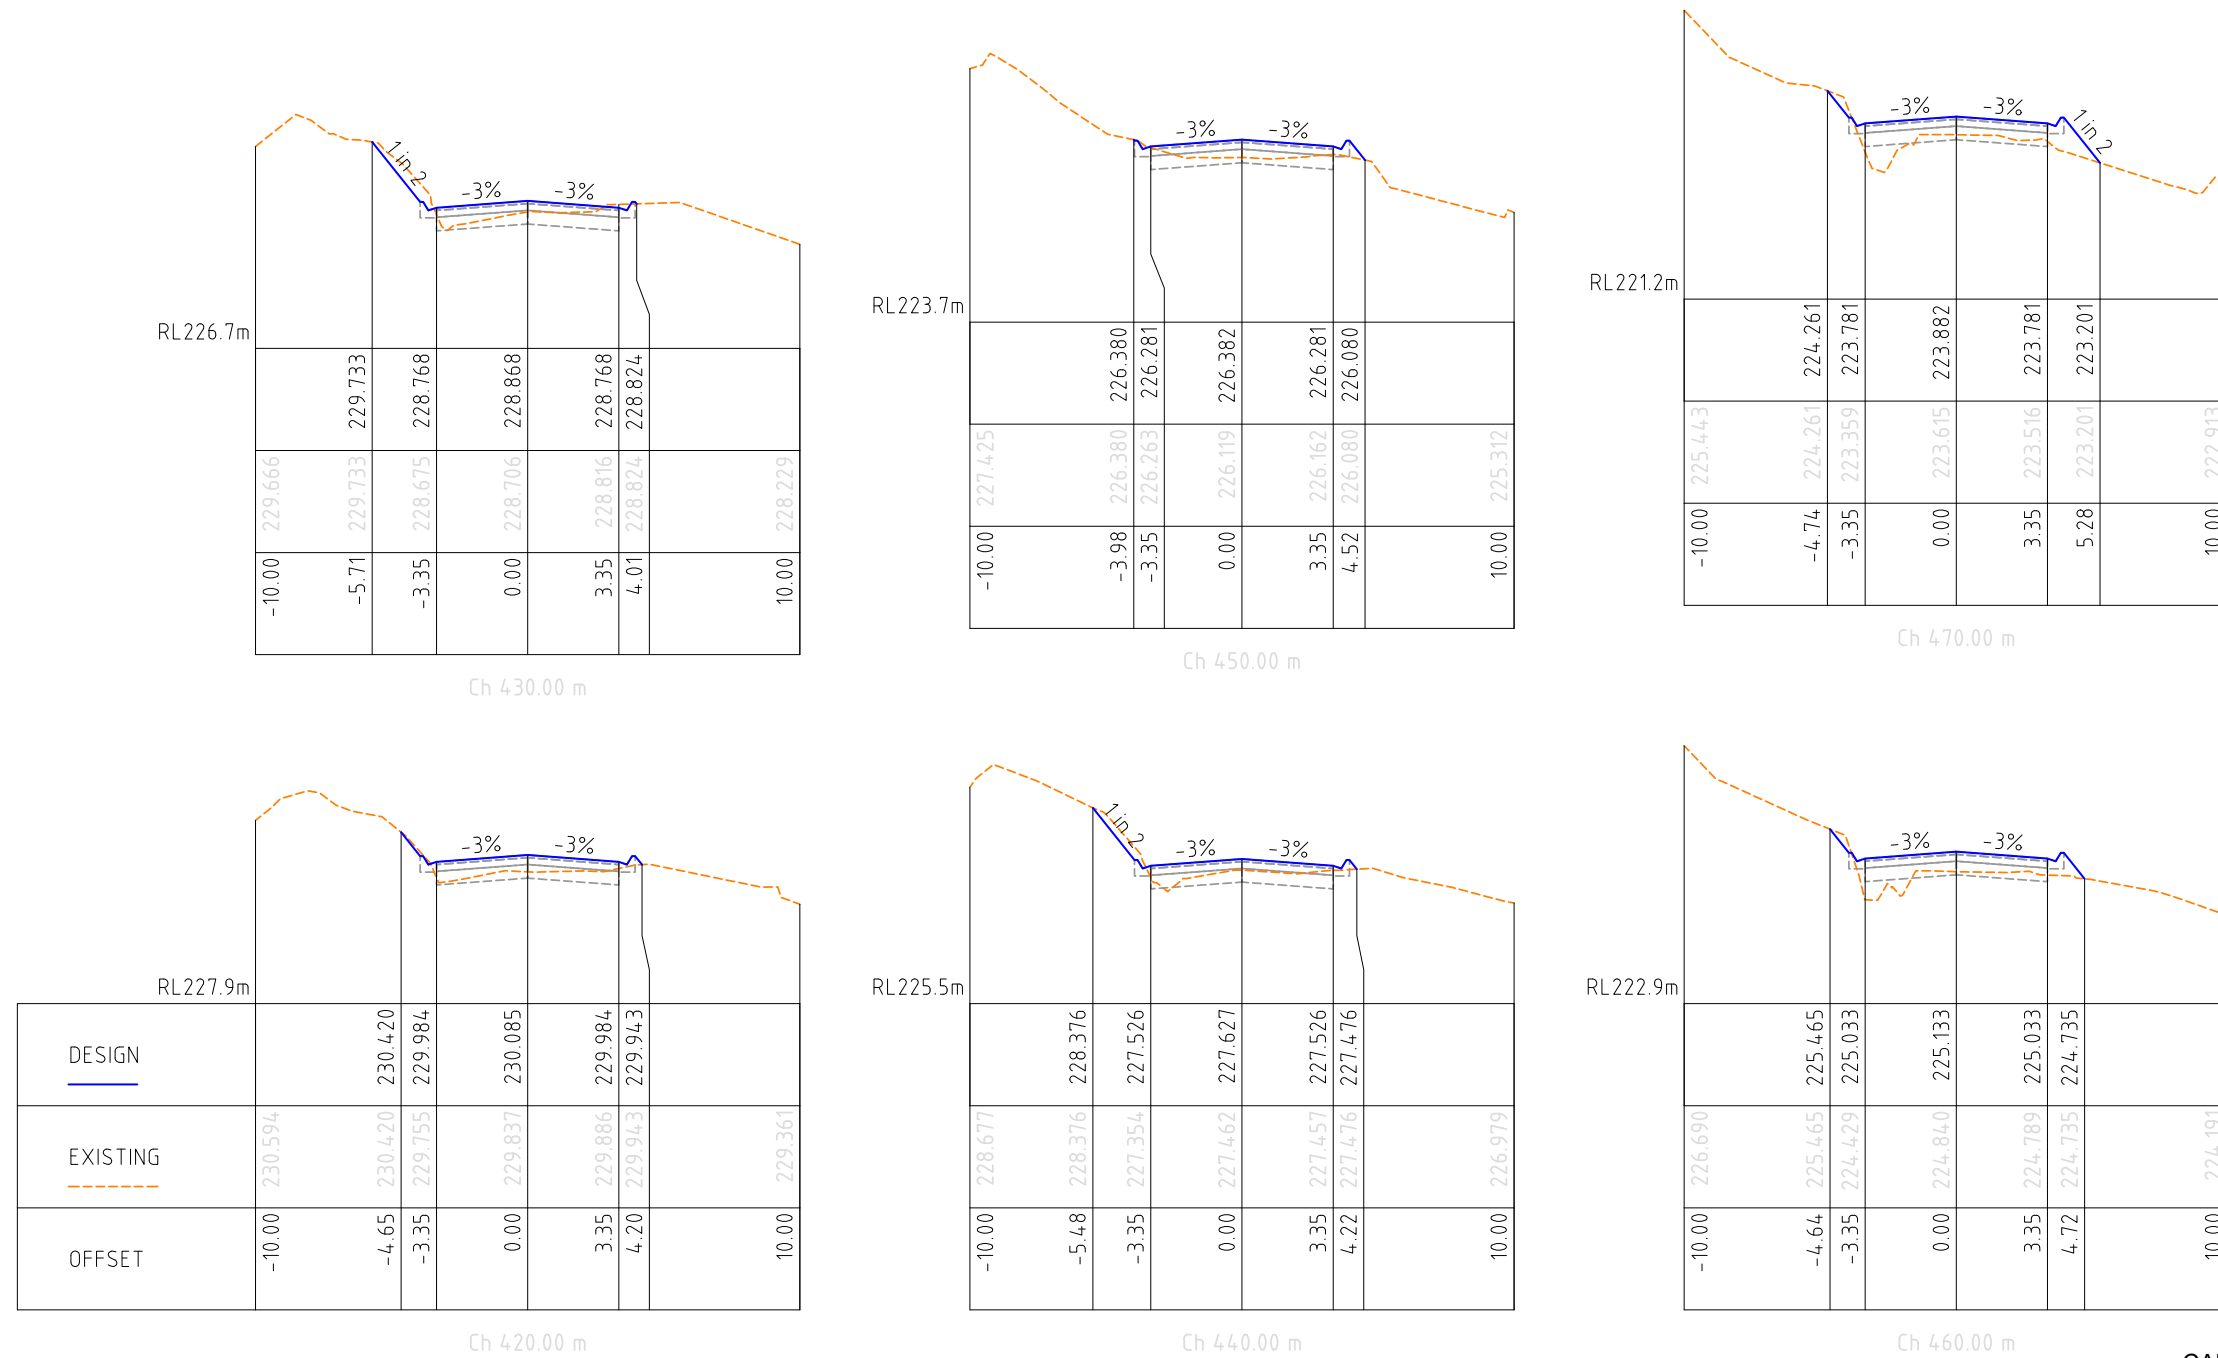 1 in 2
-3% -3%
RL226.7m
229.733 228.768 228.868 228.768 228.824
229.666 229.733 228.675 228.706 228.816 228.824 228.229
-10.00 -5.71 -3.35 0.00 3.35 4.01 10.00
Ch 430.00 m
-3% -3%
RL223.7m
226.380 226.281 226.382 226.281 226.080
227.425 226.380 226.263 226.119 226.162 226.080 225.312
-10.00 -3.98 -3.35 0.00 3.35 4.52 10.00
Ch 450.00 m
-3% -3%
1 in 2
RL221.2m
224.261 223.781 223.882 223.781 223.201
225.443 224.261 223.359 223.615 223.516 223.201 222.913
-10.00 -4.74 -3.35 0.00 3.35 5.28 10.00
Ch 470.00 m
-3% -3%
RL227.9m
DESIGN 230.420 229.984 230.085 229.984 229.943
EXISTING 230.594 230.420 229.755 229.837 229.886 229.943 229.361
OFFSET -10.00 -4.65 -3.35 0.00 3.35 4.20 10.00
Ch 420.00 m
1 in 2
-3% -3%
RL225.5m
228.376 227.526 227.627 227.526 227.476
228.677 228.376 227.354 227.462 227.457 227.476 226.979
-10.00 -5.48 -3.35 0.00 3.35 4.22 10.00
Ch 440.00 m
-3% -3%
RL222.9m
225.465 225.033 225.133 225.033 224.735
226.690 225.465 224.429 224.840 224.789 224.735 224.191
-10.00 -4.64 -3.35 0.00 3.35 4.72 10.00
Ch 460.00 m